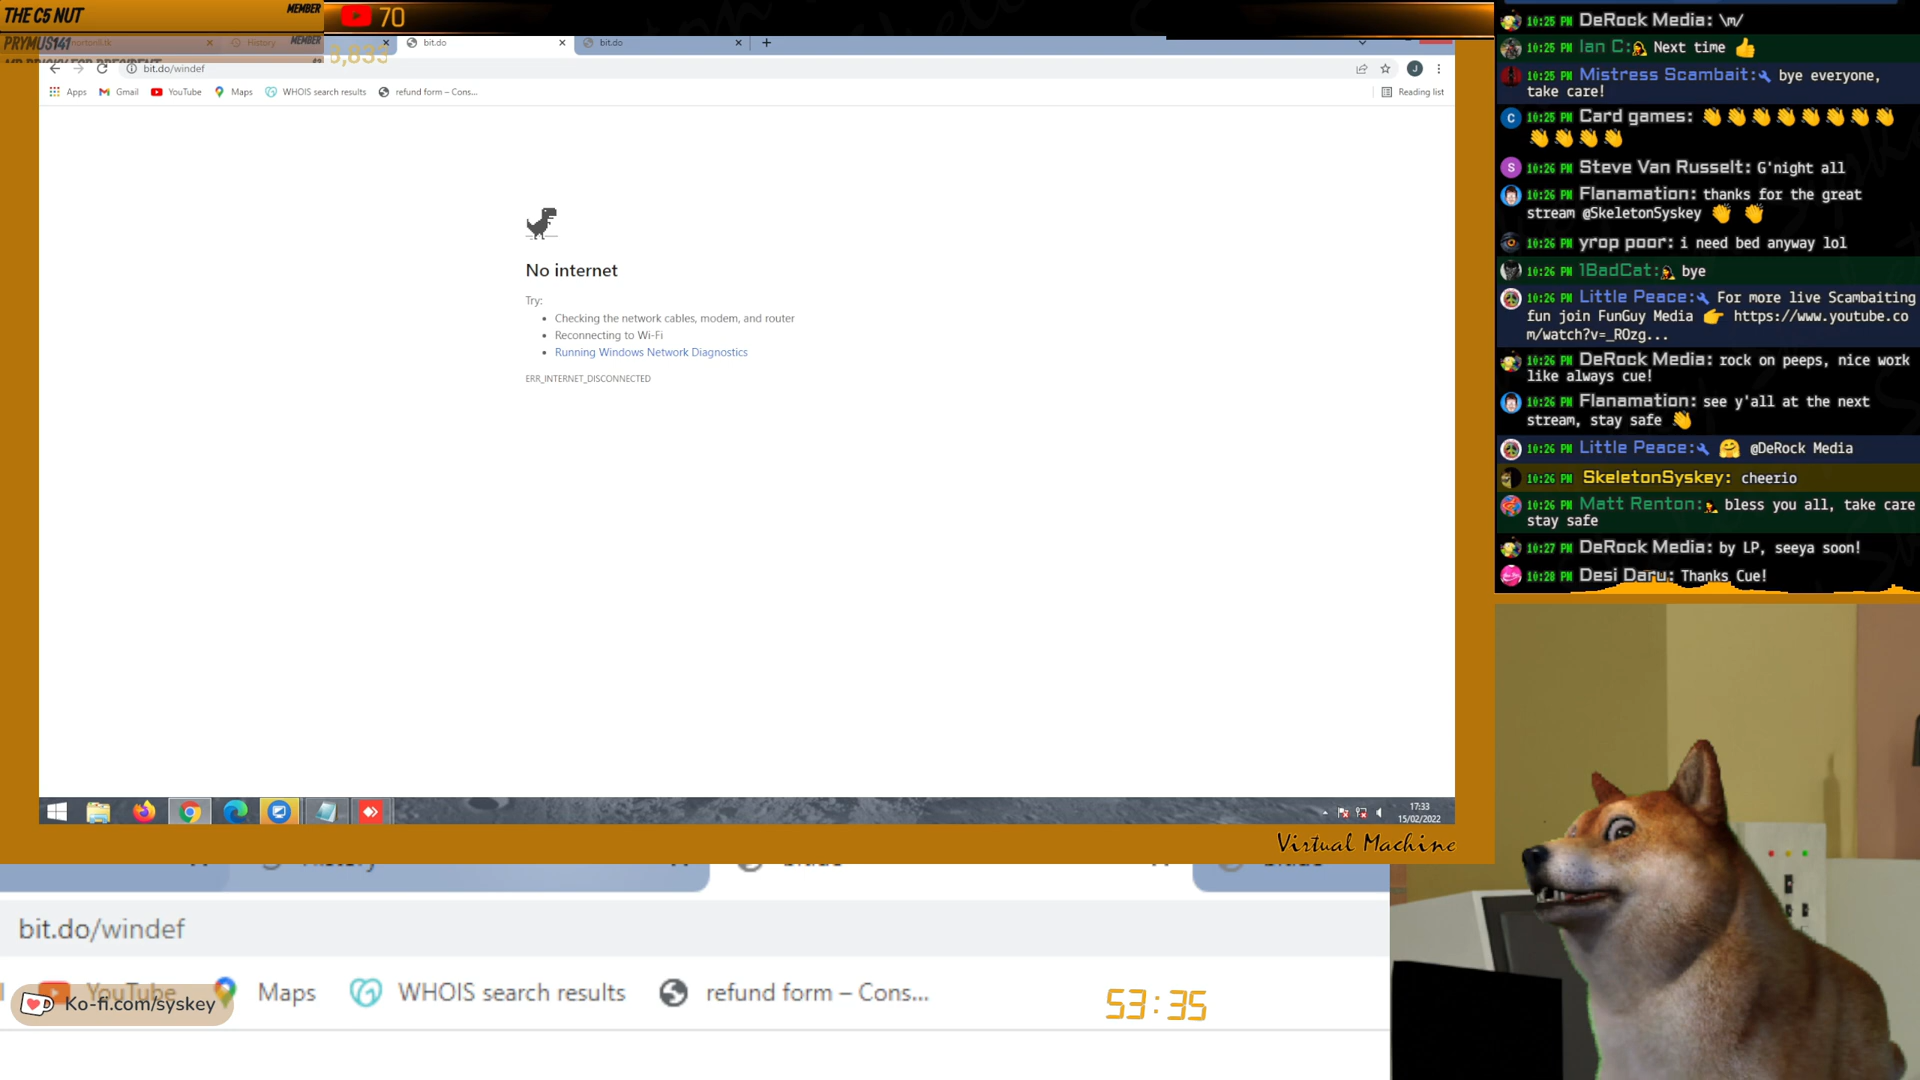 THE C5 NUT
MEMBER
70
PRYMUS141
MEMBER
History
bit.do
bit.do
bit.do/windef
Apps
Gmail
YouTube
Maps
WHOIS search results
refund form – Cons...
Reading list
No internet
Try:
Checking the network cables, modem, and router
Reconnecting to Wi-Fi
Running Windows Network Diagnostics
ERR_INTERNET_DISCONNECTED
17:33
15/02/2022
Virtual Machine
bit.do/windef
YouTube
Maps
WHOIS search results
refund form – Cons...
Ko-fi.com/syskey
53:35
10:25 PM DeRock Media: \m/
10:25 PM Ian C: Next time 👍
10:25 PM Mistress Scambait: bye everyone,
take care!
C 10:25 PM Card games: 👋👋👋👋👋👋👋👋
👋👋👋👋
S 10:26 PM Steve Van Russelt: G'night all
10:26 PM Flanamation: thanks for the great
stream @SkeletonSyskey 👏 👏
10:26 PM yrop poor: i need bed anyway lol
10:26 PM 1BadCat: bye
10:26 PM Little Peace: For more live Scambaiting
fun join FunGuy Media 👉 https://www.youtube.co
m/watch?v=_ROzg...
10:26 PM DeRock Media: rock on peeps, nice work
like always cue!
10:26 PM Flanamation: see y'all at the next
stream, stay safe 👋
10:26 PM Little Peace: 🤗 @DeRock Media
10:26 PM SkeletonSyskey: cheerio
10:26 PM Matt Renton: bless you all, take care
stay safe
10:27 PM DeRock Media: by LP, seeya soon!
10:28 PM Desi Daru: Thanks Cue!